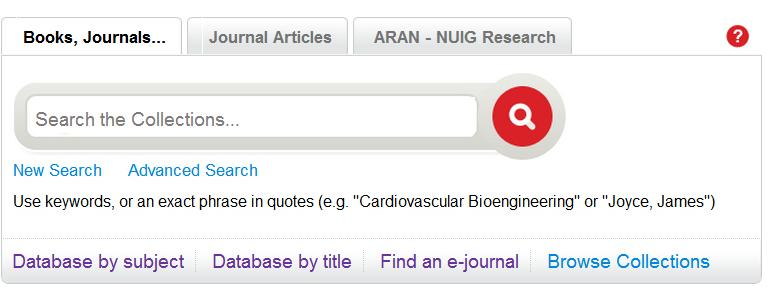 Books, Journals... Journal Articles ARAN - NUIG Research ?
Search the Collections...
New Search Advanced Search
Use keywords, or an exact phrase in quotes (e.g. "Cardiovascular Bioengineering" or "Joyce, James")
Database by subject Database by title Find an e-journal Browse Collections